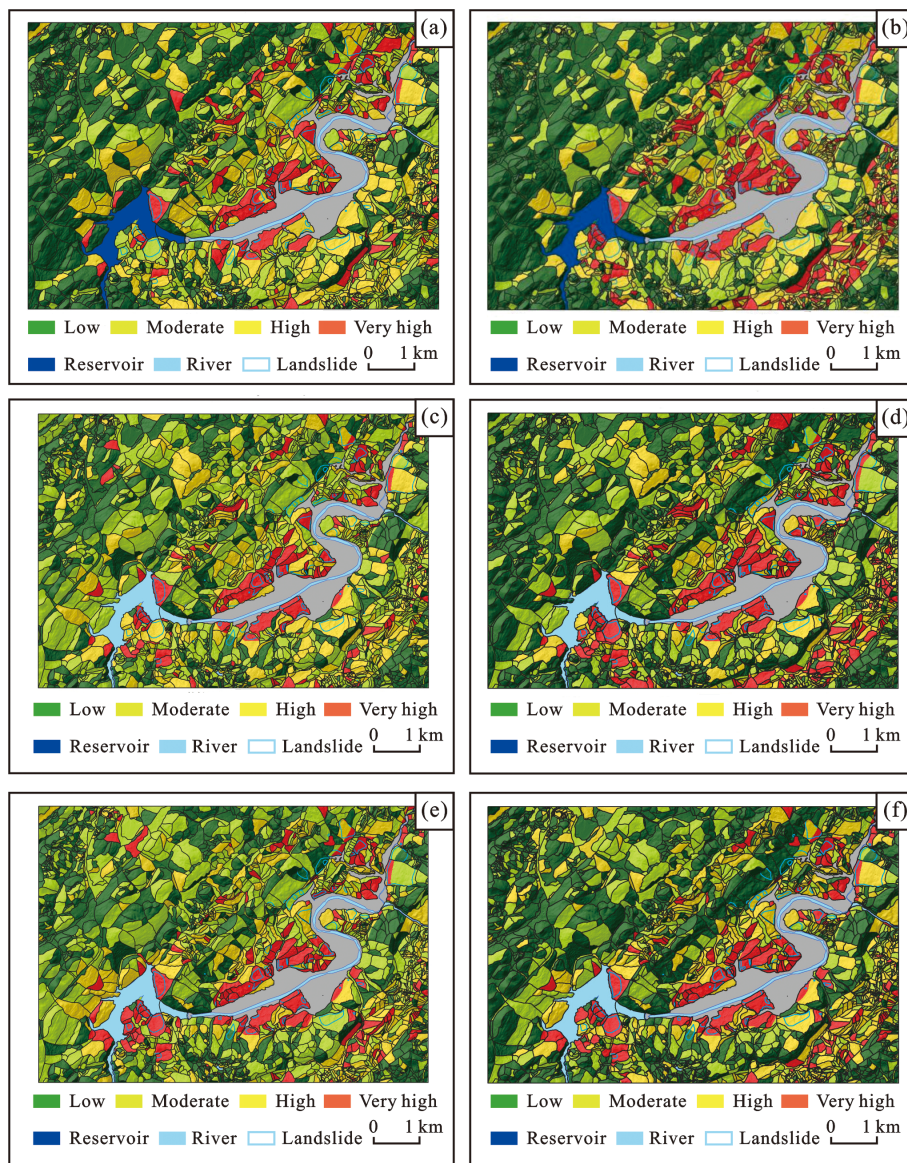 (a)
(b)
Low Moderate High Very high
Reservoir River Landslide 0 1 km
Low Moderate High Very high
Reservoir River Landslide 0 1 km
(c)
(d)
Low Moderate High Very high
Reservoir River Landslide 0 1 km
Low Moderate High Very high
Reservoir River Landslide 0 1 km
(e)
(f)
Low Moderate High Very high
Reservoir River Landslide 0 1 km
Low Moderate High Very high
Reservoir River Landslide 0 1 km